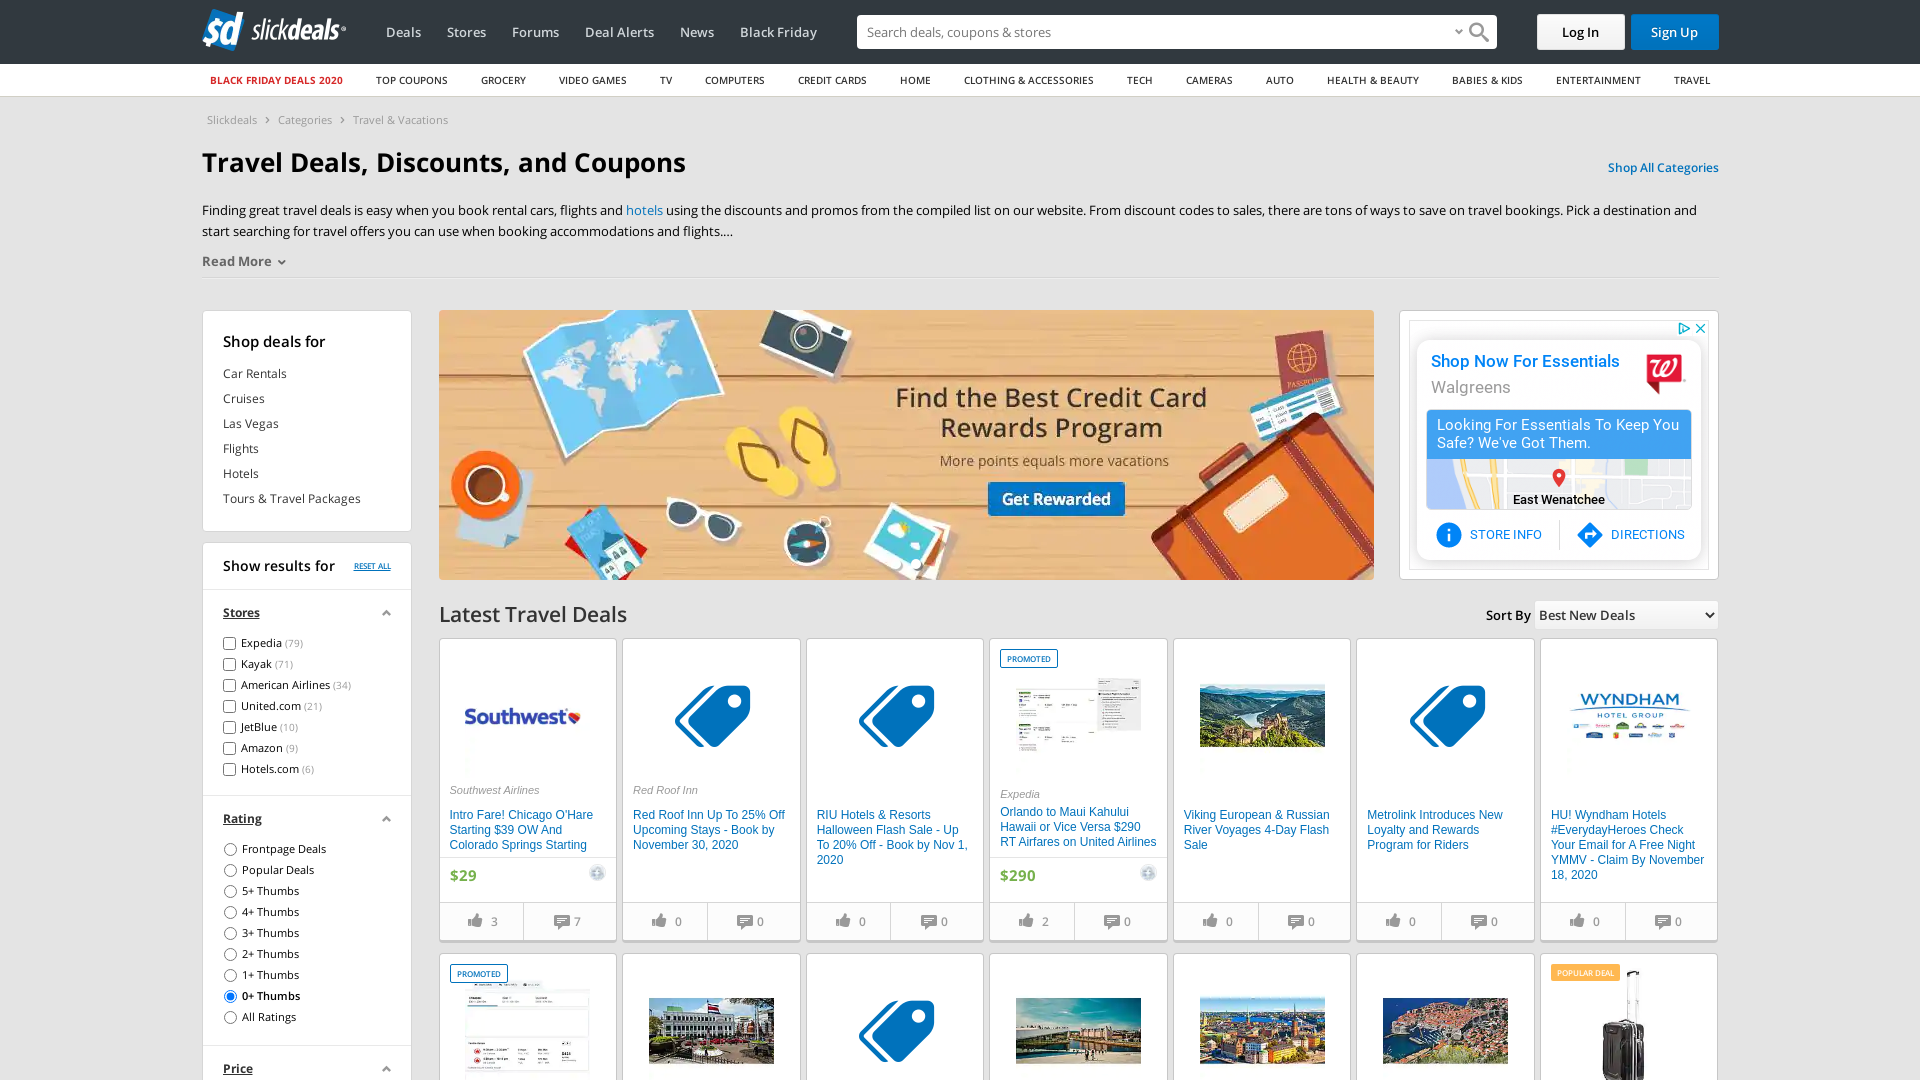 slickdeals
Deals Stores Forums Deal Alerts News Black Friday
Search deals, coupons & stores
Log In Sign Up
BLACK FRIDAY DEALS 2020 TOP COUPONS GROCERY VIDEO GAMES TV COMPUTERS CREDIT CARDS HOME CLOTHING & ACCESSORIES TECH CAMERAS AUTO HEALTH & BEAUTY BABIES & KIDS ENTERTAINMENT TRAVEL
Slickdeals > Categories > Travel & Vacations
Travel Deals, Discounts, and Coupons
Shop All Categories
Finding great travel deals is easy when you book rental cars, flights and hotels using the discounts and promos from the compiled list on our website. From discount codes to sales, there are tons of ways to save on travel bookings. Pick a destination and
start searching for travel offers you can use when booking accommodations and flights....
Read More
Shop deals for
Car Rentals
Cruises
Las Vegas
Flights
Hotels
Tours & Travel Packages
Show results for RESET ALL
Stores
Expedia (79)
Kayak (71)
American Airlines (34)
United.com (21)
JetBlue (10)
Amazon (9)
Hotels.com (6)
Rating
Frontpage Deals
Popular Deals
5+ Thumbs
4+ Thumbs
3+ Thumbs
2+ Thumbs
1+ Thumbs
0+ Thumbs
All Ratings
Price
PASSPORT
Find the Best Credit Card
Rewards Program
More points equals more vacations
Get Rewarded
Shop Now For Essentials
Walgreens
Looking For Essentials To Keep You
Safe? We've Got Them.
East Wenatchee
STORE INFO DIRECTIONS
Latest Travel Deals
Sort By Best New Deals
Southwest
Southwest Airlines
Intro Fare! Chicago O'Hare
Starting $39 OW And
Colorado Springs Starting
$29
3 7
Red Roof Inn
Red Roof Inn Up To 25% Off
Upcoming Stays - Book by
November 30, 2020
0 0
RIU Hotels & Resorts
Halloween Flash Sale - Up
To 20% Off - Book by Nov 1,
2020
0 0
PROMOTED
Expedia
Orlando to Maui Kahului
Hawaii or Vice Versa $290
RT Airfares on United Airlines
$290
2 0
Viking European & Russian
River Voyages 4-Day Flash
Sale
0 0
Metrolink Introduces New
Loyalty and Rewards
Program for Riders
0 0
WYNDHAM
HOTEL GROUP
HU! Wyndham Hotels
#EverydayHeroes Check
Your Email for A Free Night
YMMV - Claim By November
18, 2020
0 0
PROMOTED
POPULAR DEAL